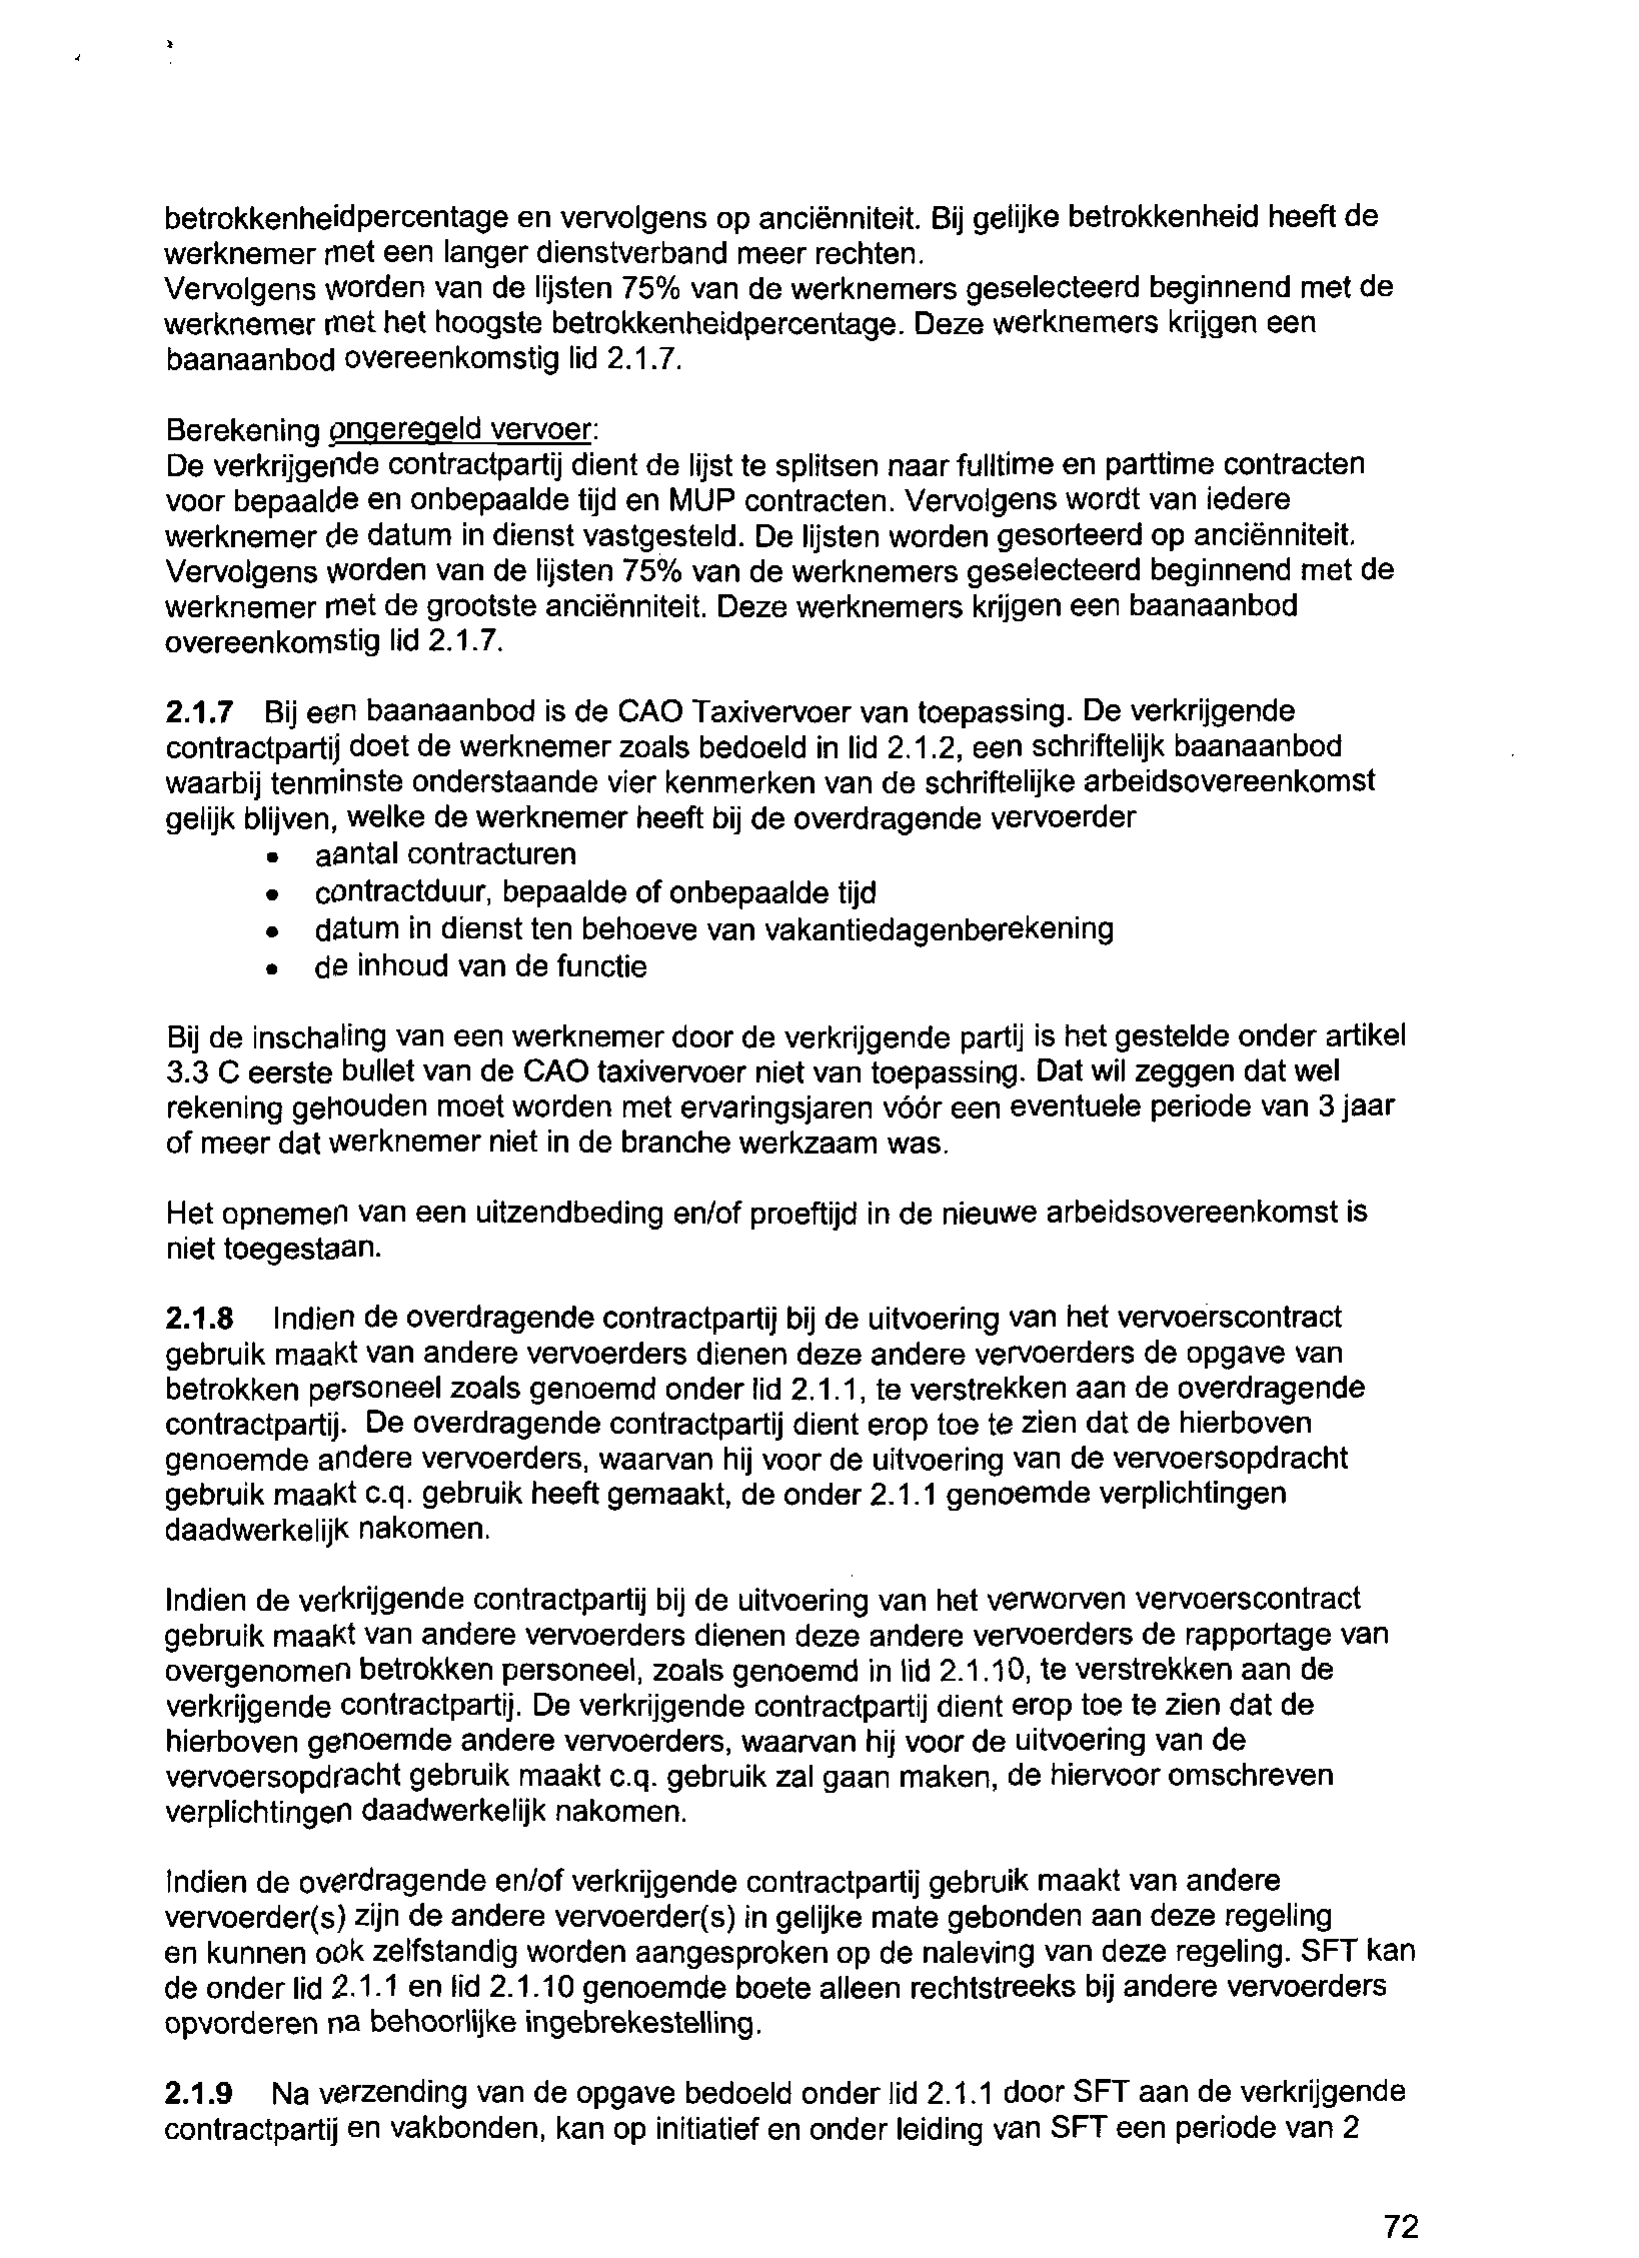 betrokkenheidpercentage en vervolgens op anciënniteit. Bij gelijke betrokkenheid heeft de
werknemer met een langer dienstverband meer rechten.
Vervolgens worden van de lijsten 75% van de werknemers geselecteerd beginnend met de
werknemer met het hoogste betrokkenheidpercentage. Deze werknemers krijgen een
baanaanbod overeenkomstig lid 2.1.7.
Berekening ongeregeld vervoer:
De verkrijgende contractpartij dient de lijst te splitsen naar fulltime en parttime contracten
voor bepaalde en onbepaalde tijd en MUP contracten. Vervolgens wordt van iedere
werknemer de datum in dienst vastgesteld. De lijsten worden gesorteerd op anciënniteit.
Vervolgens worden van de lijsten 75% van de werknemers geselecteerd beginnend met de
werknemer met de grootste anciënniteit. Deze werknemers krijgen een baanaanbod
overeenkomstig lid 2.1.7.
2.1.7 Bij een baanaanbod is de CAO Taxivervoer van toepassing. De verkrijgende
contractpartij doet de werknemer zoals bedoeld in lid 2.1.2, een schriftelijk baanaanbod
waarbij tenminste onderstaande vier kenmerken van de schriftelijke arbeidsovereenkomst
gelijk blijven, welke de werknemer heeft bij de overdragende vervoerder
• aantal contracturen
• contractduur, bepaalde of onbepaalde tijd
• datum in dienst ten behoeve van vakantiedagenberekening
• de inhoud van de functie
Bij de inschaling van een werknemer door de verkrijgende partij is het gestelde onder artikel
3.3 C eerste bullet van de CAO taxivervoer niet van toepassing. Dat wil zeggen dat wel
rekening gehouden moet worden met ervaringsjaren vóór een eventuele periode van 3 jaar
of meer dat werknemer niet in de branche werkzaam was.
Het opnemen van een uitzendbeding en/of proeftijd in de nieuwe arbeidsovereenkomst is
niet toegestaan.
2.1.8 Indien de overdragende contractpartij bij de uitvoering van het vervoerscontract
gebruik maakt van andere vervoerders dienen deze andere vervoerders de opgave van
betrokken personeel zoals genoemd onder lid 2.1.1, te verstrekken aan de overdragende
contractpartij. De overdragende contractpartij dient erop toe te zien dat de hierboven
genoemde andere vervoerders, waarvan hij voor de uitvoering van de vervoersopdracht
gebruik maakt c.q. gebruik heeft gemaakt, de onder 2.1.1 genoemde verplichtingen
daadwerkelijk nakomen.
Indien de verkrijgende contractpartij bij de uitvoering van het verworven vervoerscontract
gebruik maakt van andere vervoerders dienen deze andere vervoerders de rapportage van
overgenomen betrokken personeel, zoals genoemd in lid 2.1.10, te verstrekken aan de
verkrijgende contractpartij. De verkrijgende contractpartij dient erop toe te zien dat de
hierboven genoemde andere vervoerders, waarvan hij voor de uitvoering van de
vervoersopdracht gebruik maakt c.q. gebruik zal gaan maken, de hiervoor omschreven
verplichtingen daadwerkelijk nakomen.
Indien de overdragende en/of verkrijgende contractpartij gebruik maakt van andere
vervoerder(s) zijn de andere vervoerder(s) in gelijke mate gebonden aan deze regeling
en kunnen ook zelfstandig worden aangesproken op de naleving van deze regeling. SFT kan
de onder lid 2.1.1 en lid 2.1.10 genoemde boete alleen rechtstreeks bij andere vervoerders
opvorderen na behoorlijke ingebrekestelling.
2.1.9 Na verzending van de opgave bedoeld onder lid 2.1.1 door SFT aan de verkrijgende
contractpartij en vakbonden, kan op initiatief en onder leiding van SFT een periode van 2
72